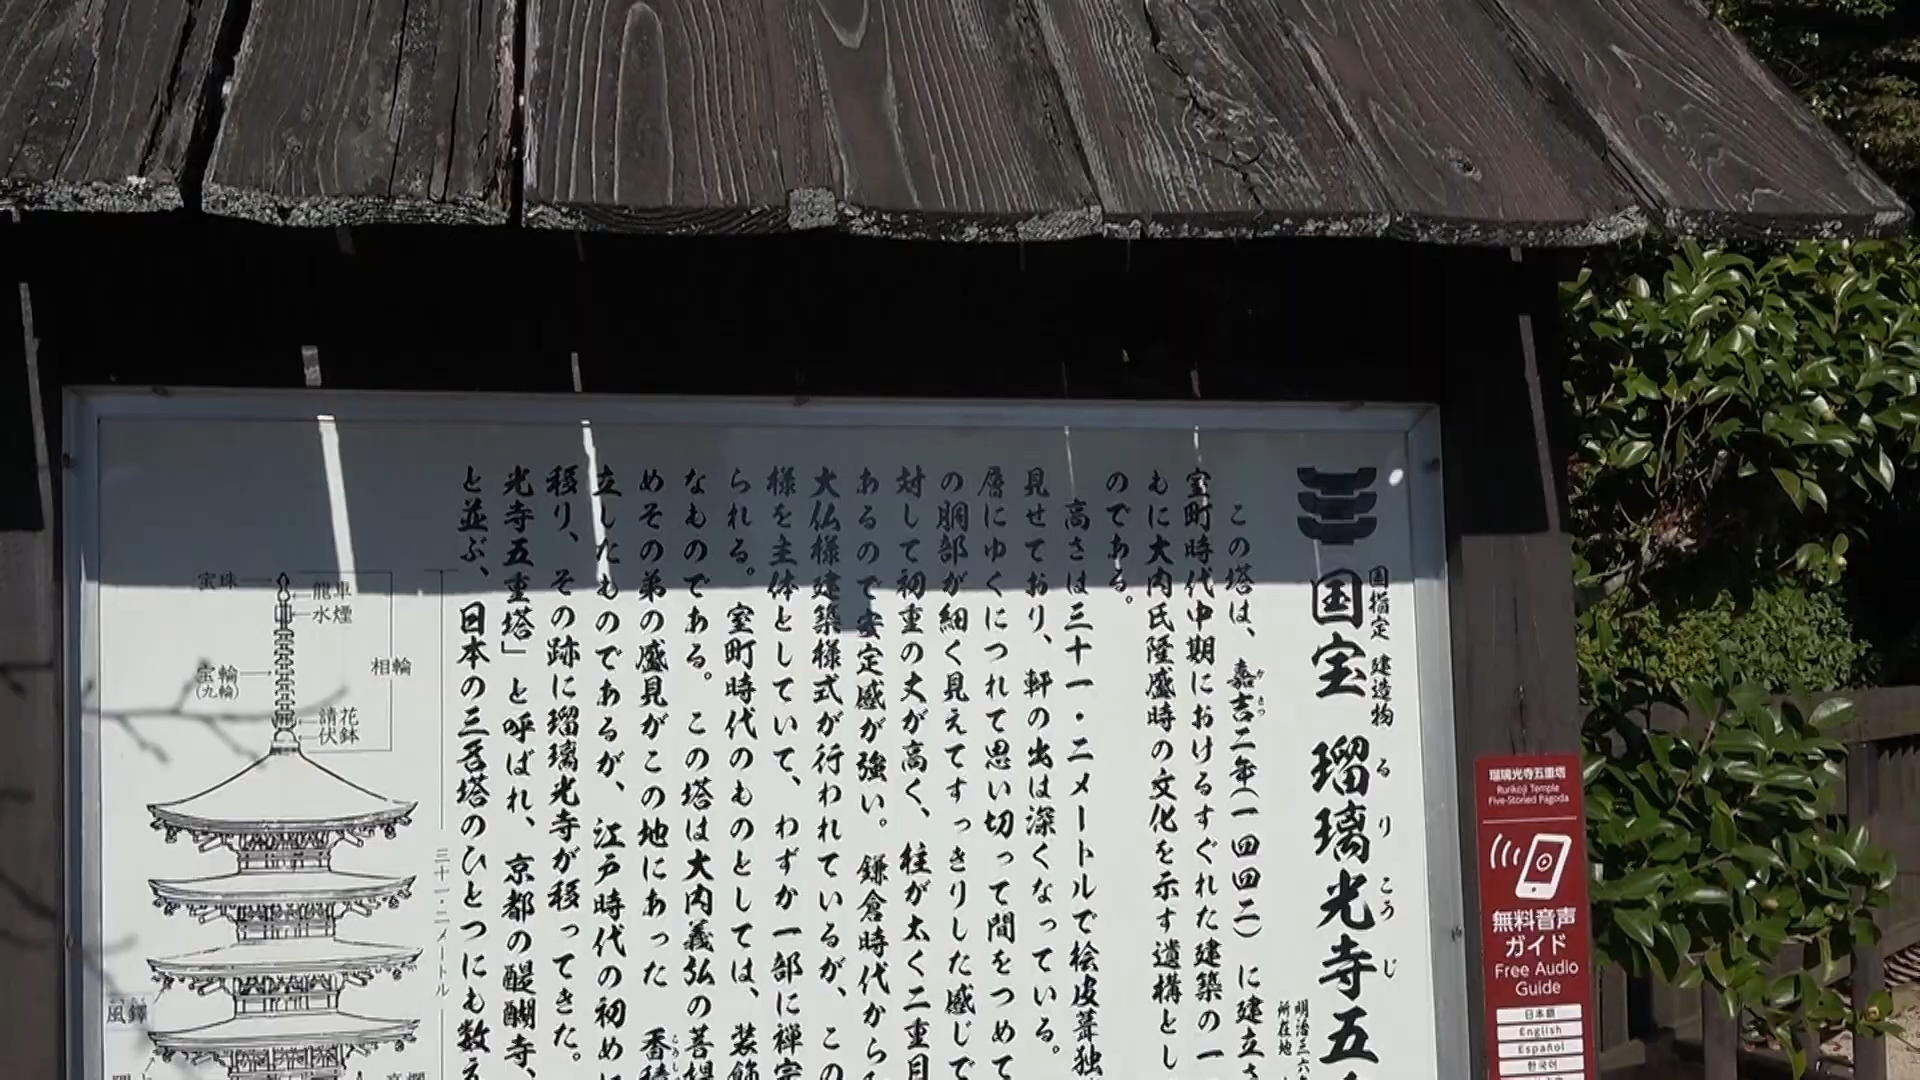 国指定 建造物
国宝 瑠璃光寺五
るりこうじ
明治三六
所在地
この塔は、嘉吉二年(一四四二)に建立さ
かきつ
室町時代中期におけるすぐれた建築の一
もに大内氏隆盛時の文化を示す遺構とし
のである。
高さは三十一・二メートルで桧皮葺独
見せており、軒の出は深くなっている。
層にゆくにつれて思い切って間をつめて
の胴部が細く見えてすっきりした感じで
対して初重の丈が高く、柱が太く二重目
あるので安定感が強い。鎌倉時代から
大仏様建築様式が行われているが、この
様を主体としていて、わずか一部に禅宗
られる。室町時代のものとしては、装飾
なものである。この塔は大内義弘の菩提
めその弟の盛見がこの地にあった 香積
こうしゃ
立したものであるが、江戸時代の初めに
移り、その跡に瑠璃光寺が移ってきた。
光寺五重塔」と呼ばれ、京都の醍醐寺、
と並ぶ、日本の三名塔のひとつにも数え
三十一・二メートル
宝珠
龍車
水煙
宝輪
(九輪)
相輪
請花
伏鉢
風鐸
瑠璃光寺五重塔
Rurikoji Temple
Five-Storied Pagoda
無料音声
ガイド
Free Audio
Guide
日本語
English
Español
한국어